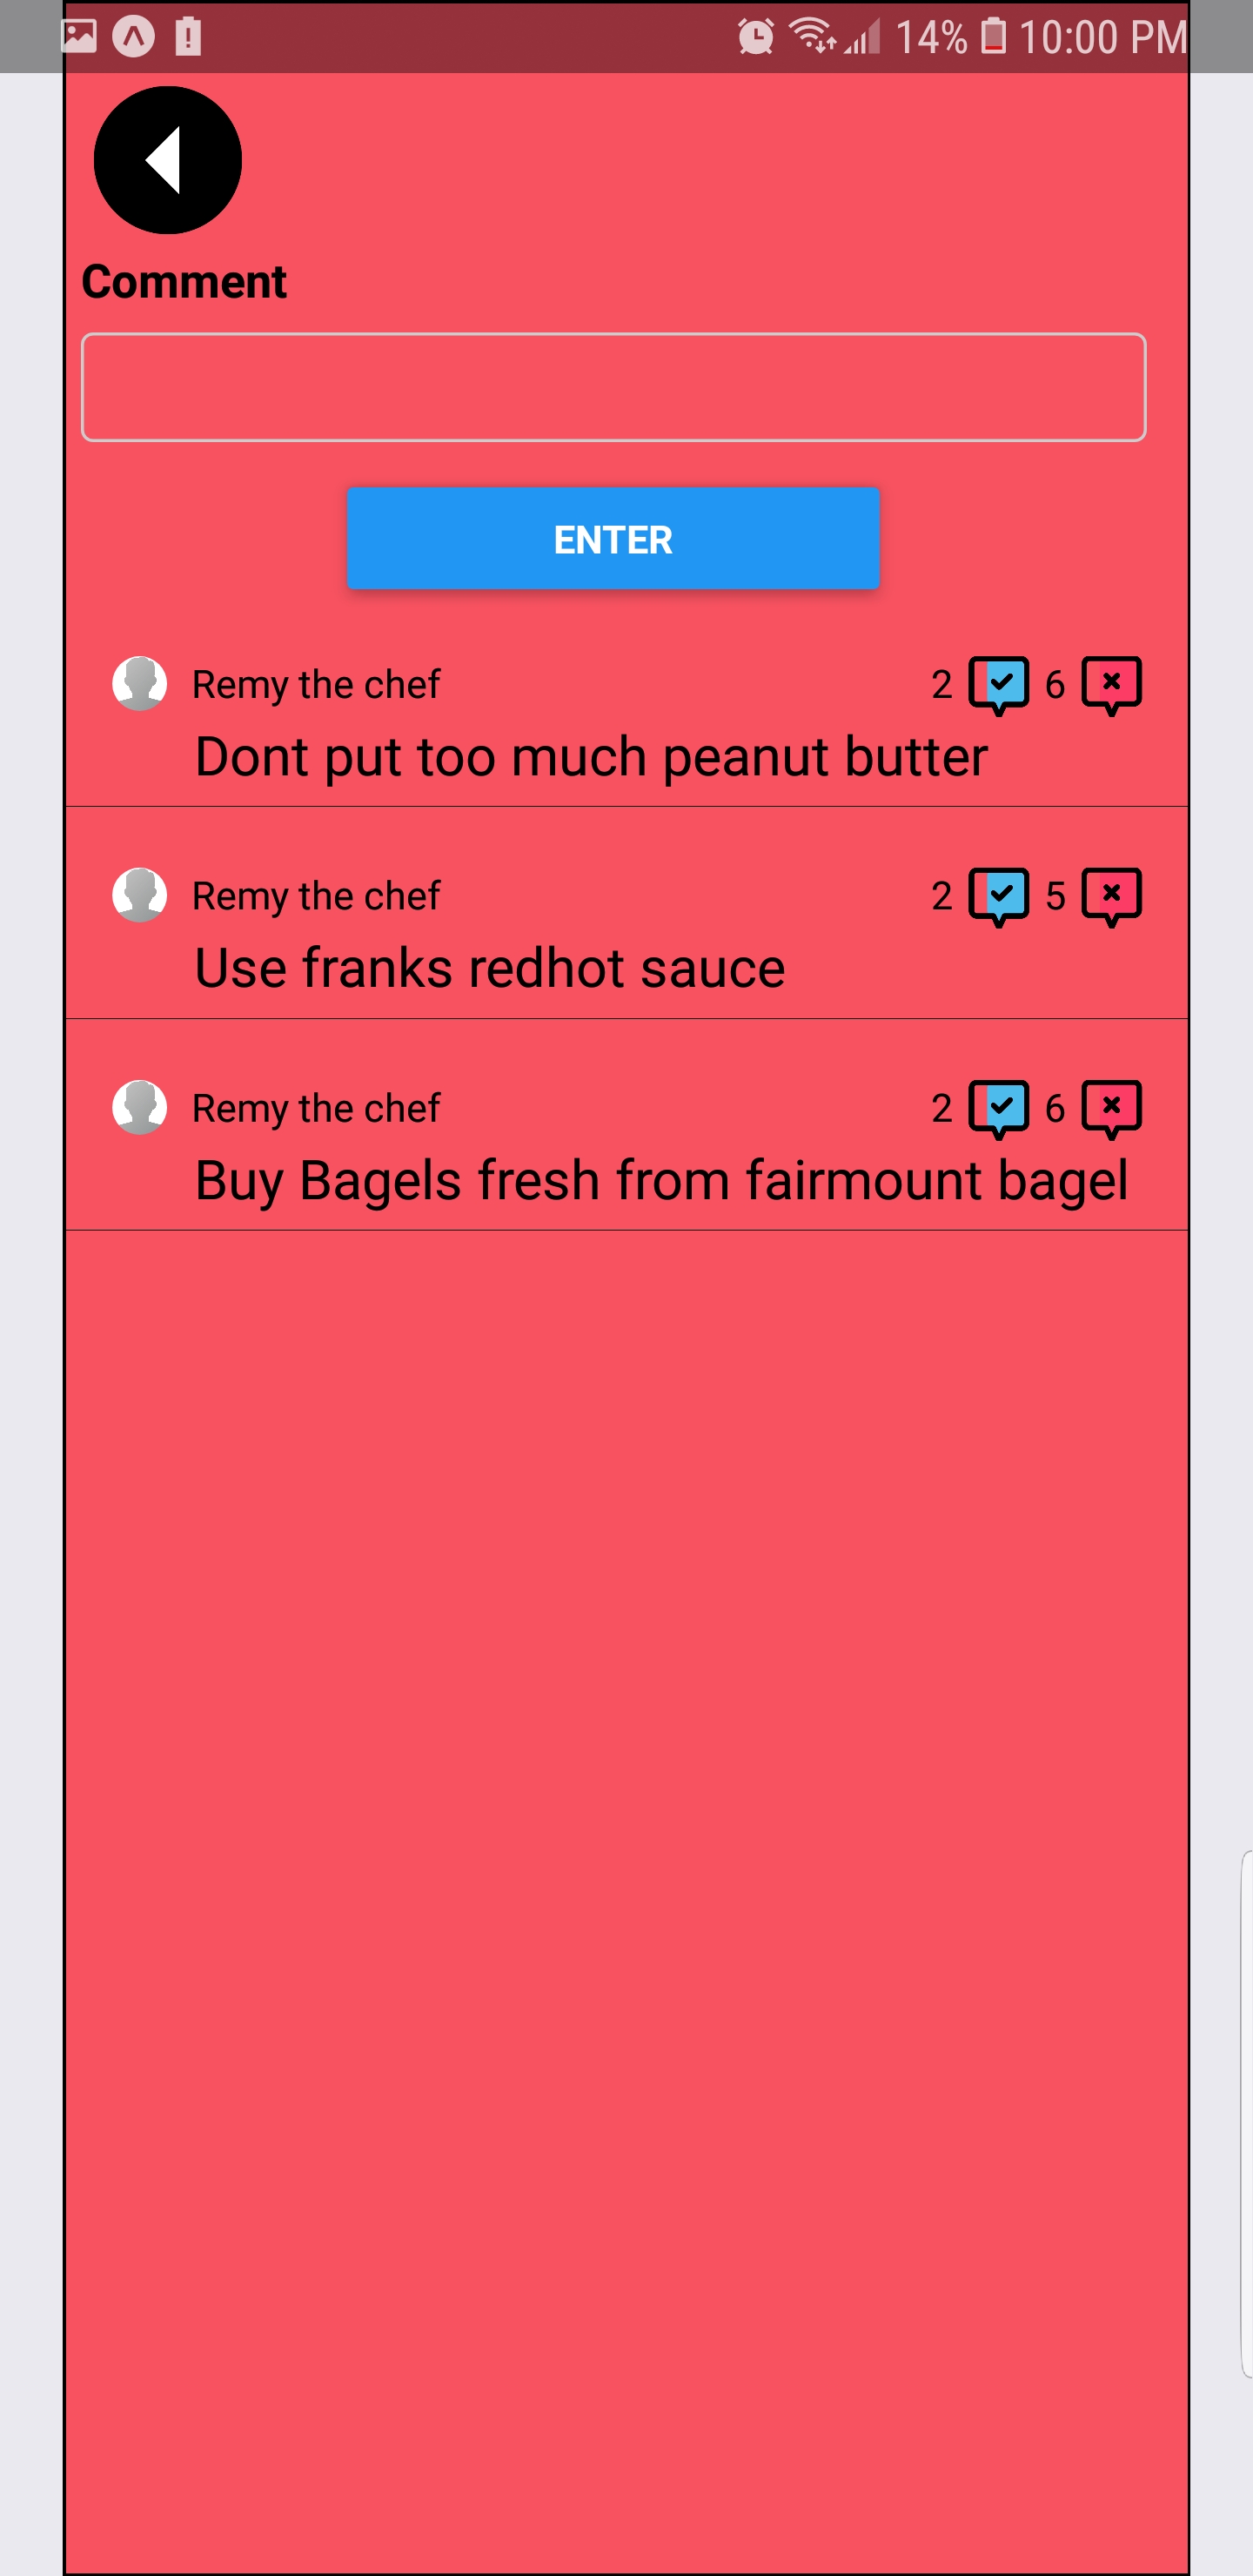 14% 10:00 PM
Comment
ENTER
Remy the chef 2 6
Dont put too much peanut butter
Remy the chef 2 5
Use franks redhot sauce
Remy the chef 2 6
Buy Bagels fresh from fairmount bagel